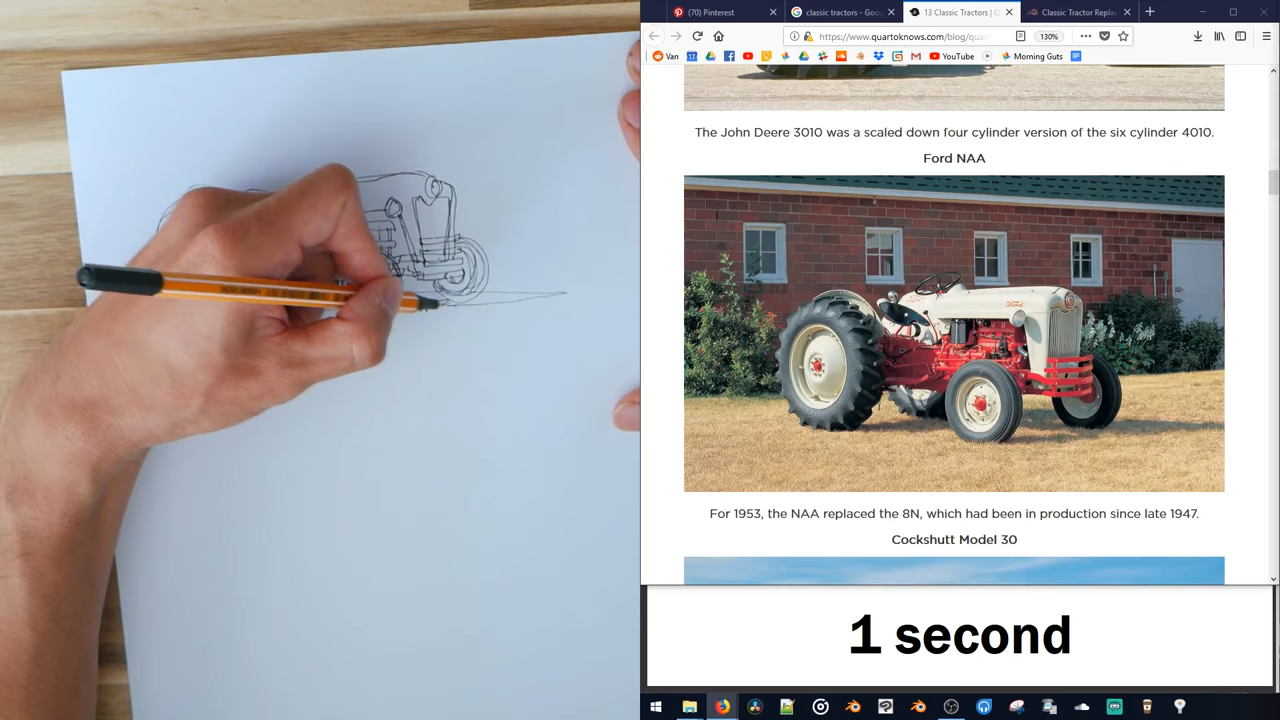 (70) Pinterest
classic tractors - Goo
13 Classic Tractors | Q
Classic Tractor Repla
https://www.quartoknows.com/blog/quar
130%
Van
YouTube
Morning Guts
The John Deere 3010 was a scaled down four cylinder version of the six cylinder 4010.
Ford NAA
For 1953, the NAA replaced the 8N, which had been in production since late 1947.
Cockshutt Model 30
1 second